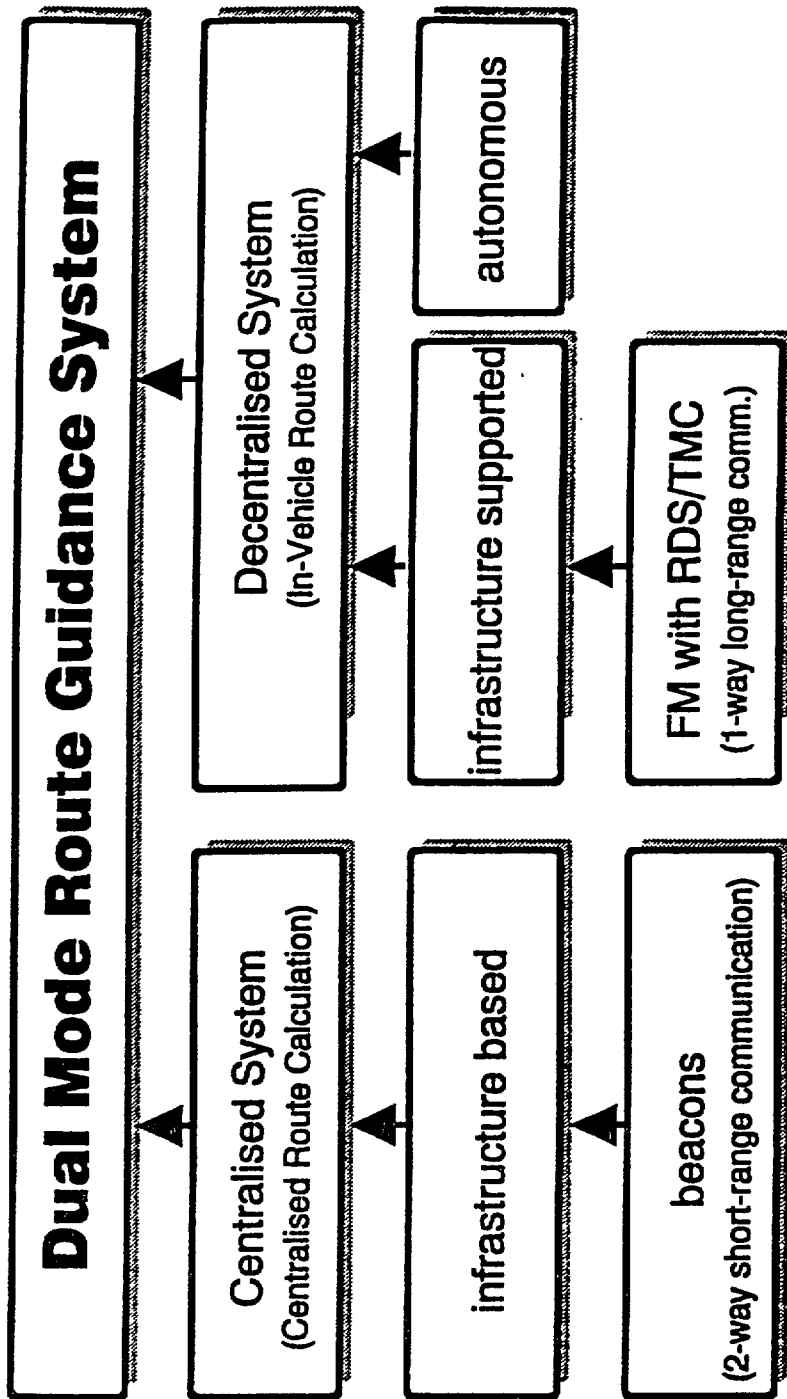 Dual Mode Route Guidance System
Centralised System
(Centralised Route Calculation)
Decentralised System
(In-Vehicle Route Calculation)
infrastructure based
infrastructure supported
autonomous
beacons
(2-way short-range communication)
FM with RDS/TMC
(1-way long-range comm.)